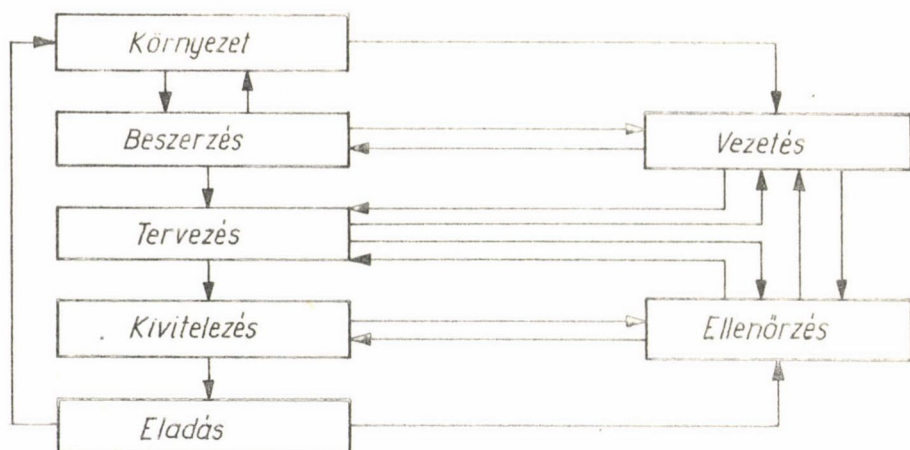 Környezet
Beszerzés
Vezetés
Tervezés
Kivitelezés
Ellenőrzés
Eladás